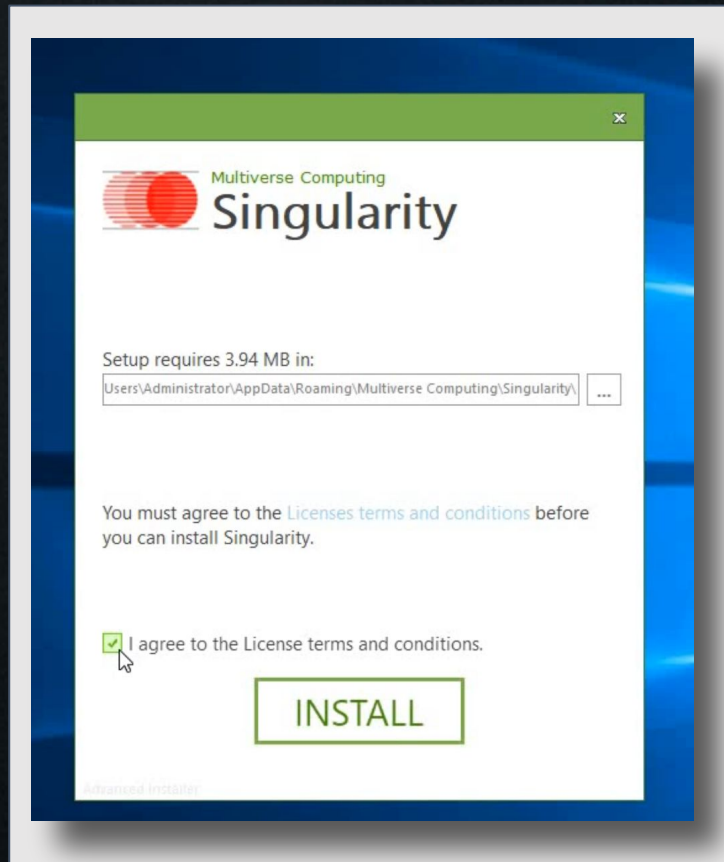 Multiverse Computing
Singularity
Setup requires 3.94 MB in:
Users\Administrator\AppData\Roaming\Multiverse Computing\Singularity\
...
You must agree to the Licenses terms and conditions before
you can install Singularity.
I agree to the License terms and conditions.
INSTALL
Advanced Installer